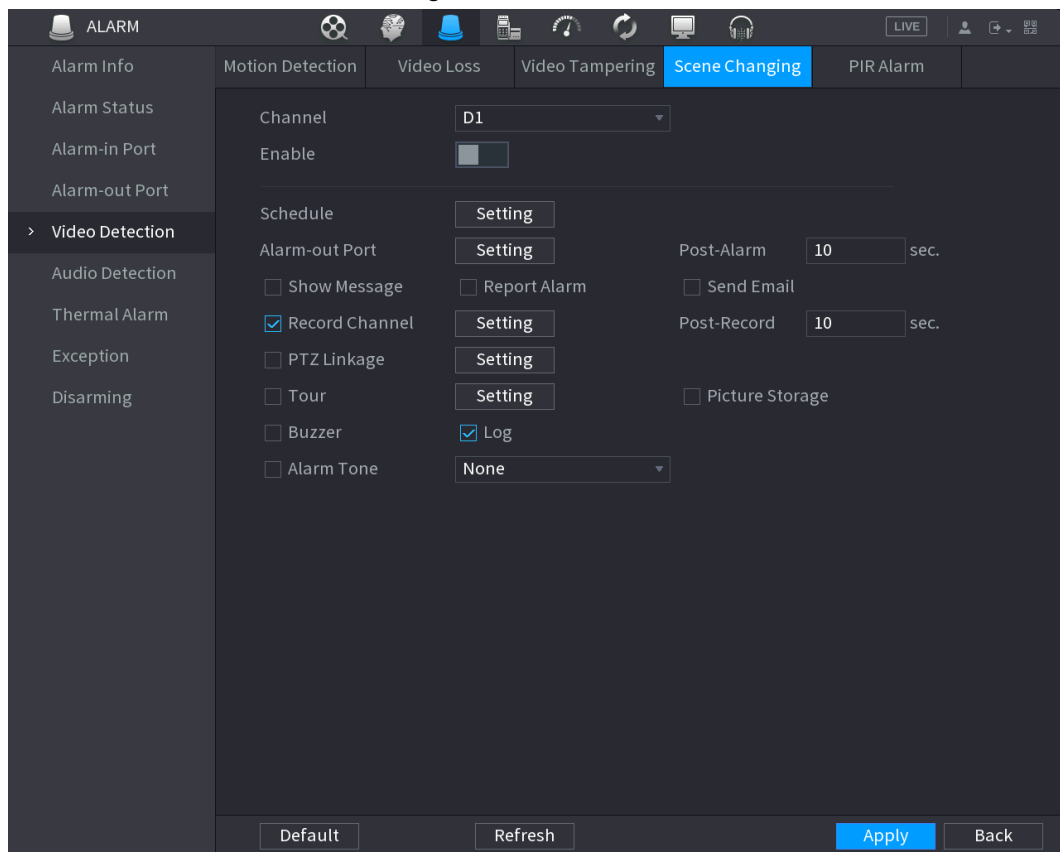 ALARM
LIVE
Alarm Info
Alarm Status
Alarm-in Port
Alarm-out Port
> Video Detection
Audio Detection
Thermal Alarm
Exception
Disarming
Motion Detection Video Loss Video Tampering Scene Changing PIR Alarm
Channel D1
Enable
Schedule Setting
Alarm-out Port Setting Post-Alarm 10 sec.
Show Message Report Alarm Send Email
Record Channel Setting Post-Record 10 sec.
PTZ Linkage Setting
Tour Setting Picture Storage
Buzzer Log
Alarm Tone None
Default Refresh Apply Back